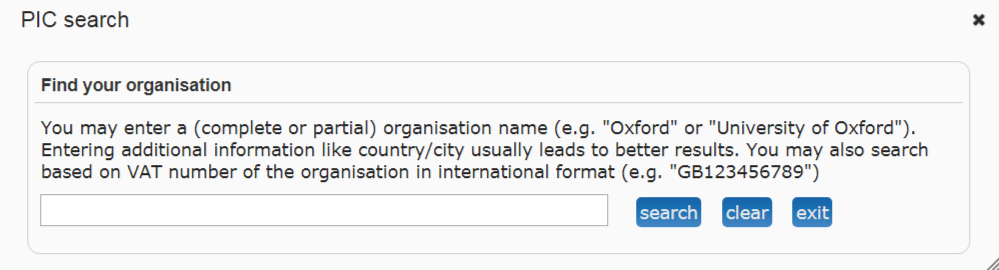 PIC search
Find your organisation
You may enter a (complete or partial) organisation name (e.g. "Oxford" or "University of Oxford").
Entering additional information like country/city usually leads to better results. You may also search
based on VAT number of the organisation in international format (e.g. "GB123456789")
search clear exit